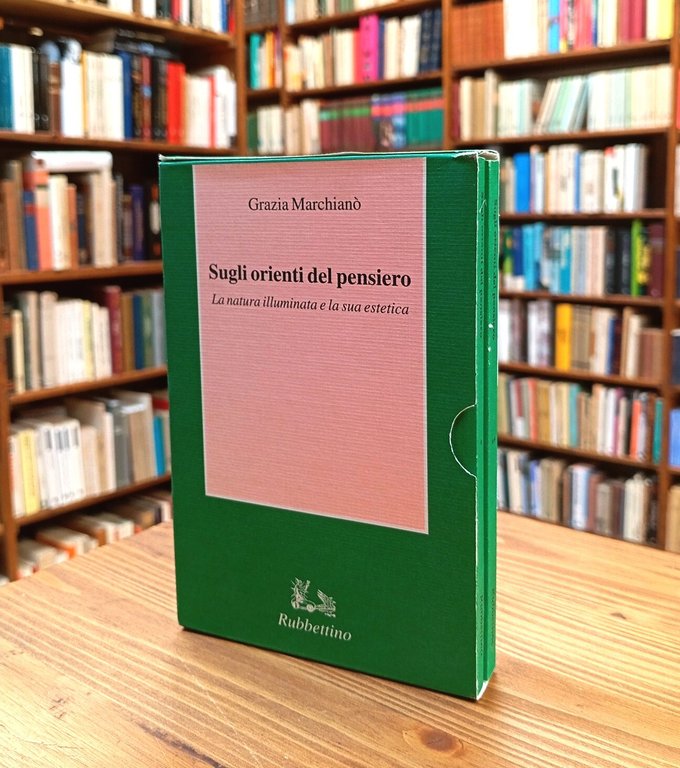 Grazia Marchianò
Sugli orienti del pensiero
La natura illuminata e la sua estetica
Rubbettino